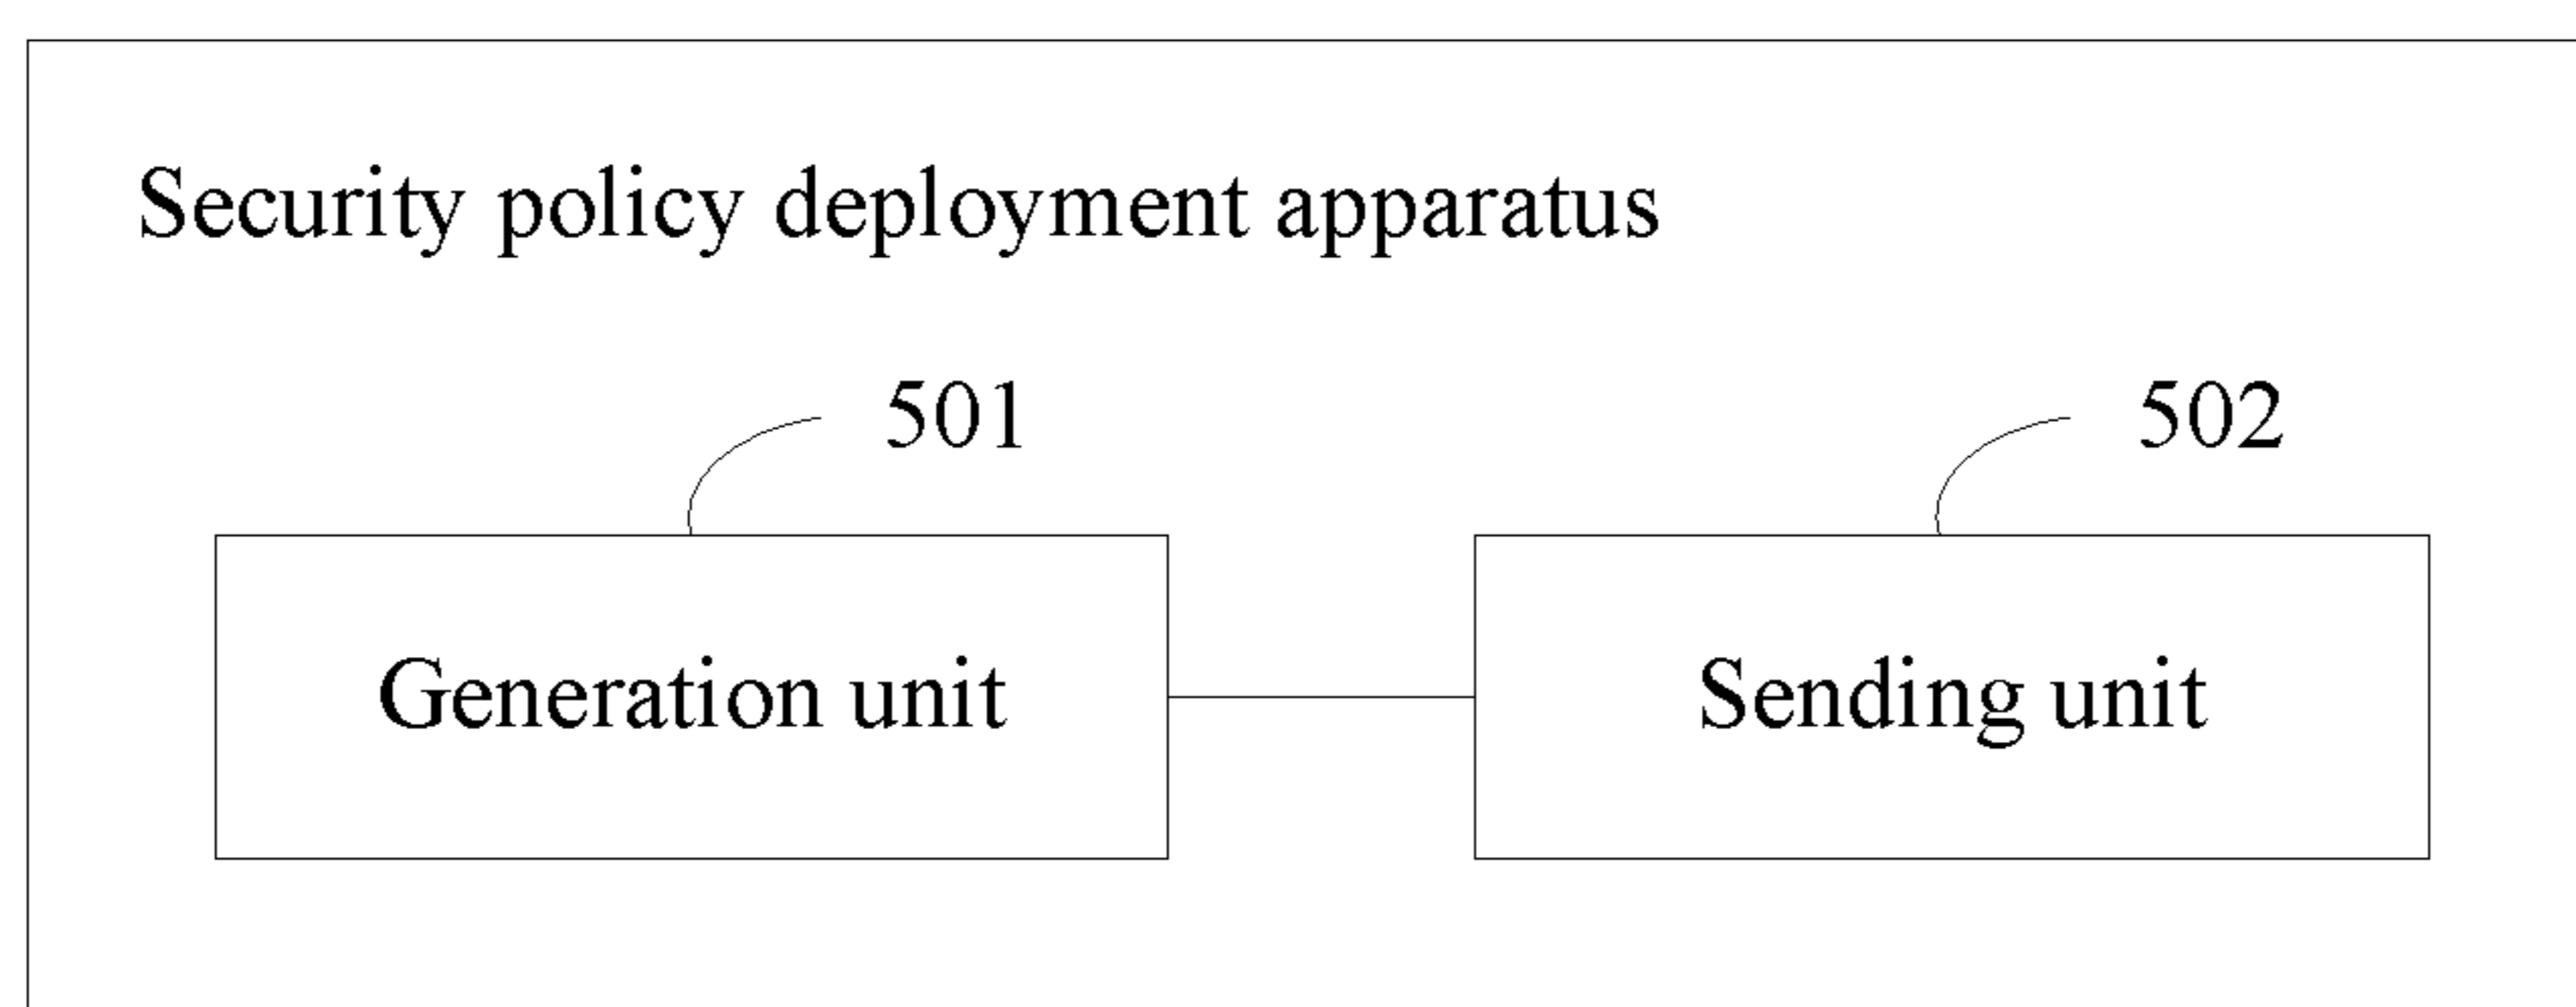 Security policy deployment apparatus
501
502
Generation unit
Sending unit